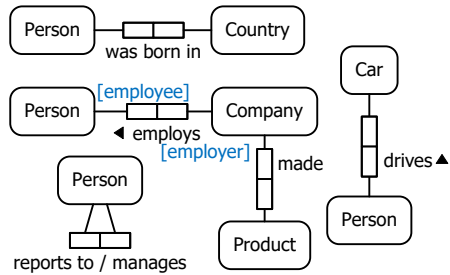 Person
Country
was born in
Car
[employee]
Person
Company
◄ employs
[employer]
made
drives ▲
Person
Person
Product
reports to / manages